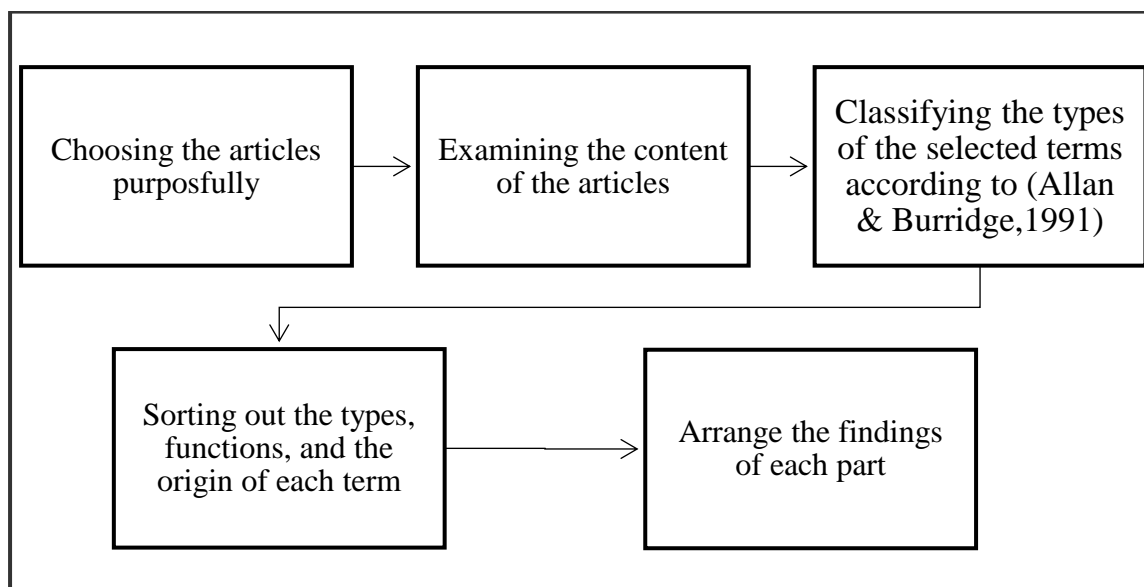 Choosing the articles
purposfully
Examining the content
of the articles
Classifying the types
of the selected terms
according to (Allan
& Burridge,1991)
Sorting out the types,
functions, and the
origin of each term
Arrange the findings
of each part